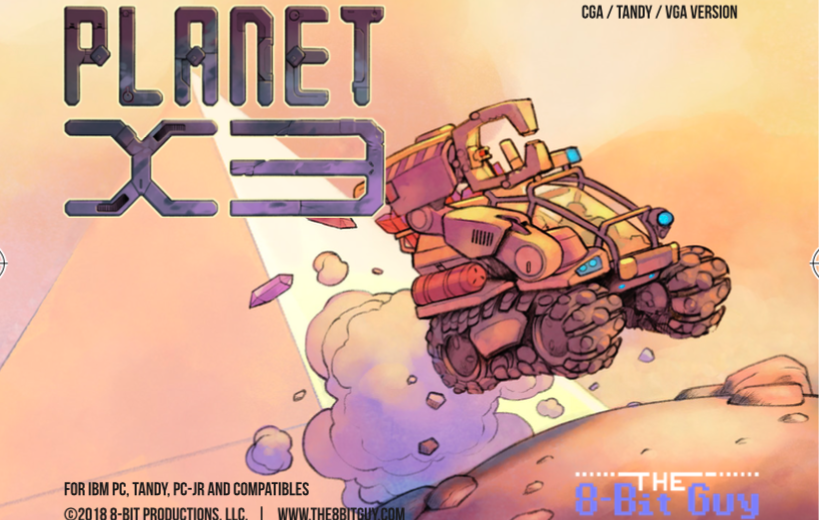 CGA / TANDY / VGA VERSION
PLANET
X3
FOR IBM PC, TANDY, PC-JR AND COMPATIBLES
©2018 8-BIT PRODUCTIONS, LLC. | WWW.THE8BITGUY.COM
THE
8-Bit Guy